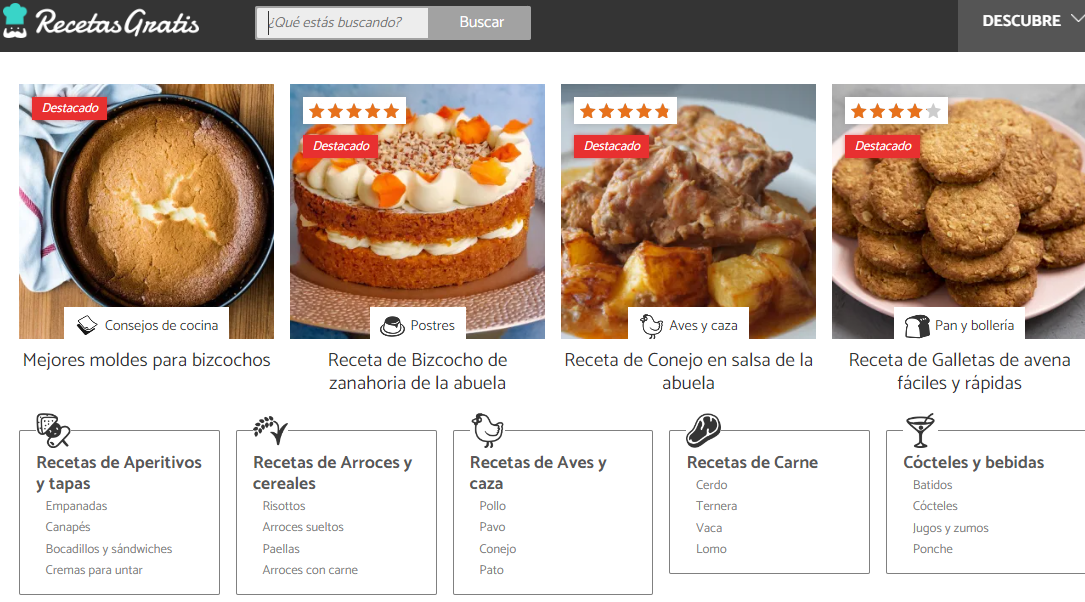 RecetasGratis
¿Qué estás buscando?
Buscar
DESCUBRE
Destacado
Consejos de cocina
Mejores moldes para bizcochos
Destacado
Postres
Receta de Bizcocho de
zanahoria de la abuela
Destacado
Aves y caza
Receta de Conejo en salsa de la
abuela
Destacado
Pan y bollería
Receta de Galletas de avena
fáciles y rápidas
Recetas de Aperitivos
y tapas
Empanadas
Canapés
Bocadillos y sándwiches
Cremas para untar
Recetas de Arroces y
cereales
Risottos
Arroces sueltos
Paellas
Arroces con carne
Recetas de Aves y
caza
Pollo
Pavo
Conejo
Pato
Recetas de Carne
Cerdo
Ternera
Vaca
Lomo
Cócteles y bebidas
Batidos
Cócteles
Jugos y zumos
Ponche